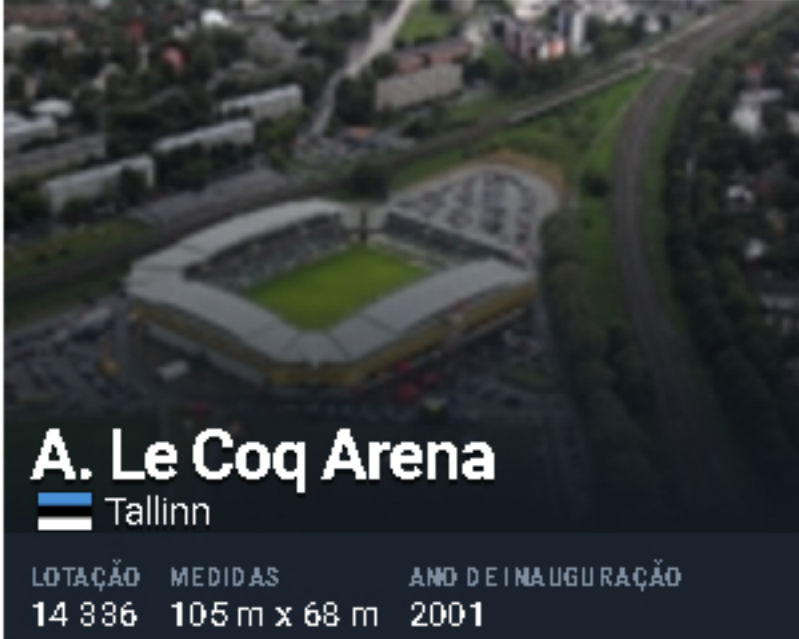 A. Le Coq Arena
Tallinn
LOTAÇÃO MEDIDAS ANO DE INAUGURAÇÃO
14 336 105 m x 68 m 2001